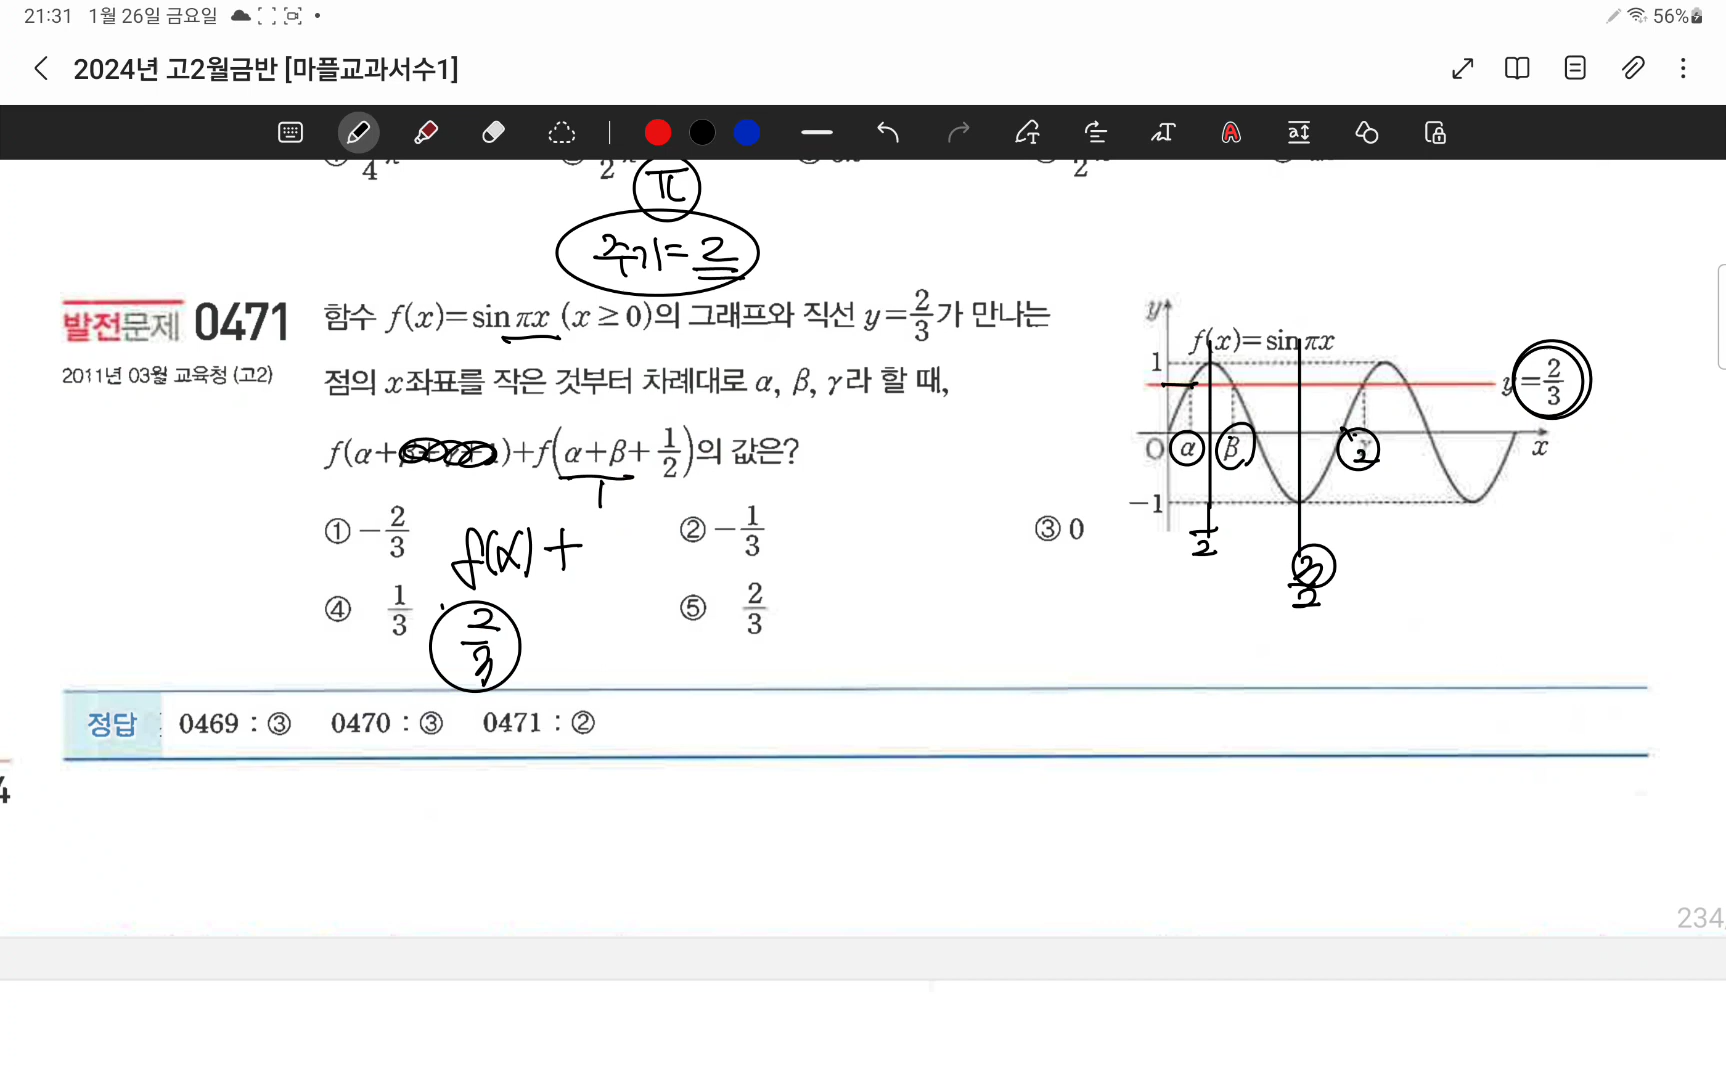 21:31 1월 26일 금요일
56%
2024년 고2월금반 [마플교과서수1]
4
2
2
π
주기=2
발전문제 0471
2011년 03월 교육청 (고2)
함수 f(x)=sin πx (x≥0)의 그래프와 직선 y=2/3가 만나는
점의 x좌표를 작은 것부터 차례대로 α, β, γ라 할 때,
f(α+ )+f(α+β+1/2)의 값은?
1
① -2/3 ② -1/3 ③ 0
④ 1/3 ⑤ 2/3
f(α)+
2/3
y
f(x)=sin πx
1
y=2/3
O α β x
-1
1/2
3/2
정답 0469 : ③ 0470 : ③ 0471 : ②
4
234